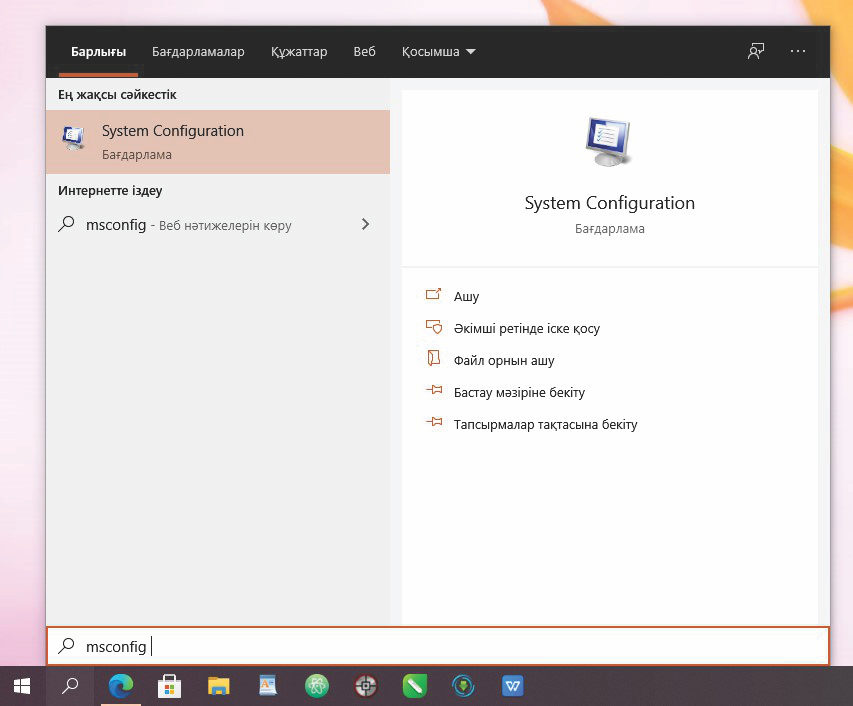 Барлығы Бағдарламалар Құжаттар Веб Қосымша
Ең жақсы сәйкестік
System Configuration
Бағдарлама
Интернетте іздеу
msconfig - Веб нәтижелерін көру
System Configuration
Бағдарлама
Ашу
Әкімші ретінде іске қосу
Файл орнын ашу
Бастау мәзіріне бекіту
Тапсырмалар тақтасына бекіту
msconfig